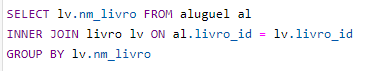 SELECT lv.nm_livro FROM aluguel al
INNER JOIN livro lv ON al.livro_id = lv.livro_id
GROUP BY lv.nm_livro